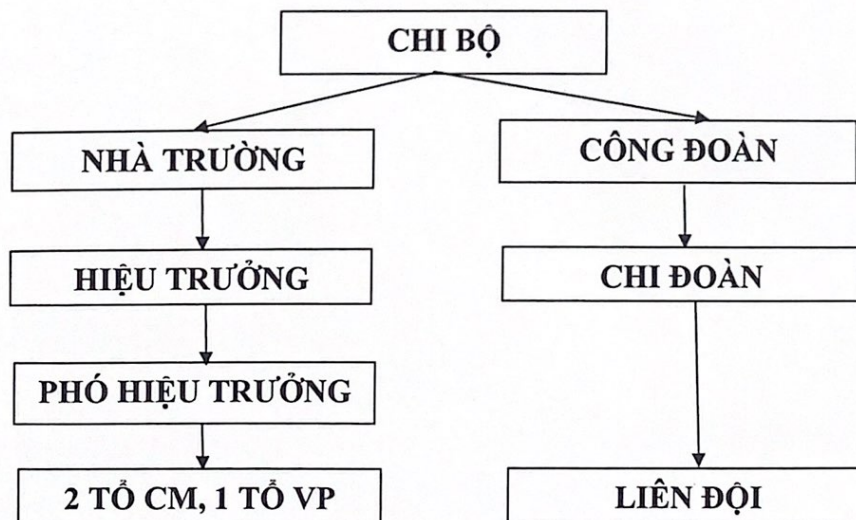 CHI BỘ
NHÀ TRƯỜNG
CÔNG ĐOÀN
HIỆU TRƯỞNG
CHI ĐOÀN
PHÓ HIỆU TRƯỞNG
2 TỔ CM, 1 TỔ VP
LIÊN ĐỘI